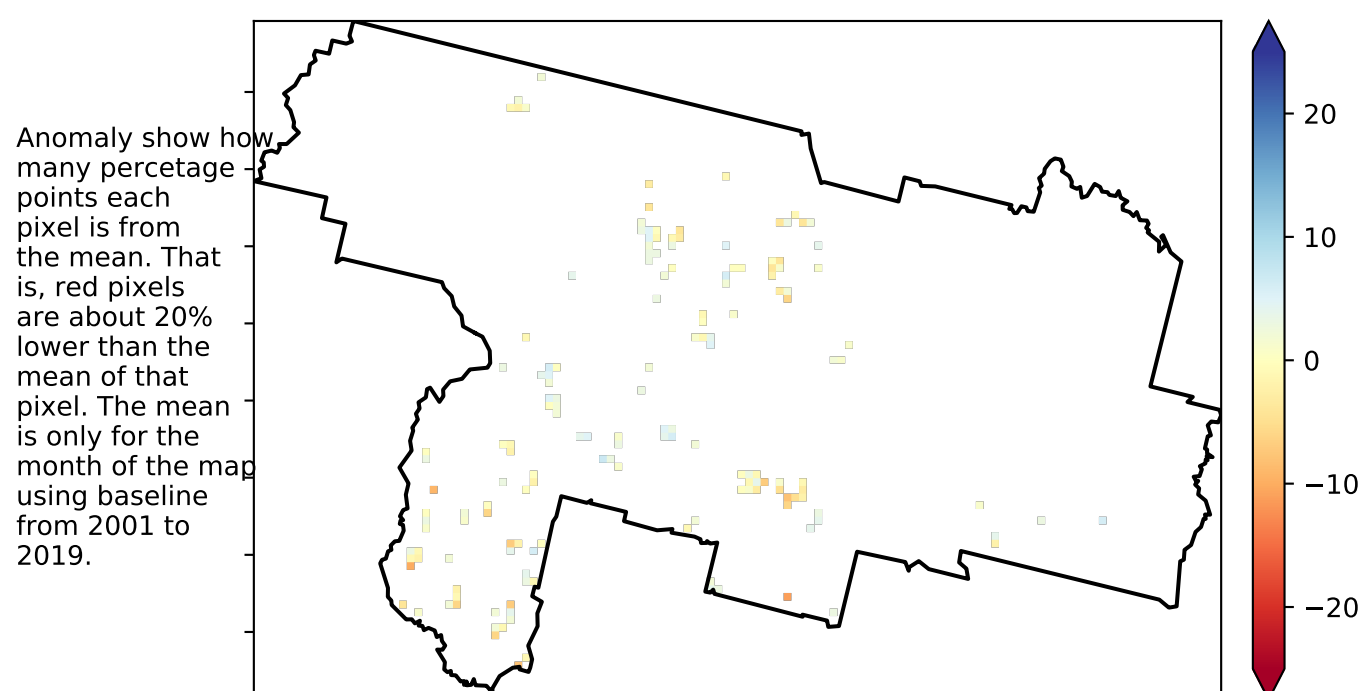 Anomaly show how
many percetage
points each
pixel is from
the mean. That
is, red pixels
are about 20%
lower than the
mean of that
pixel. The mean
is only for the
month of the map
using baseline
from 2001 to
2019.
20
10
0
−10
−20